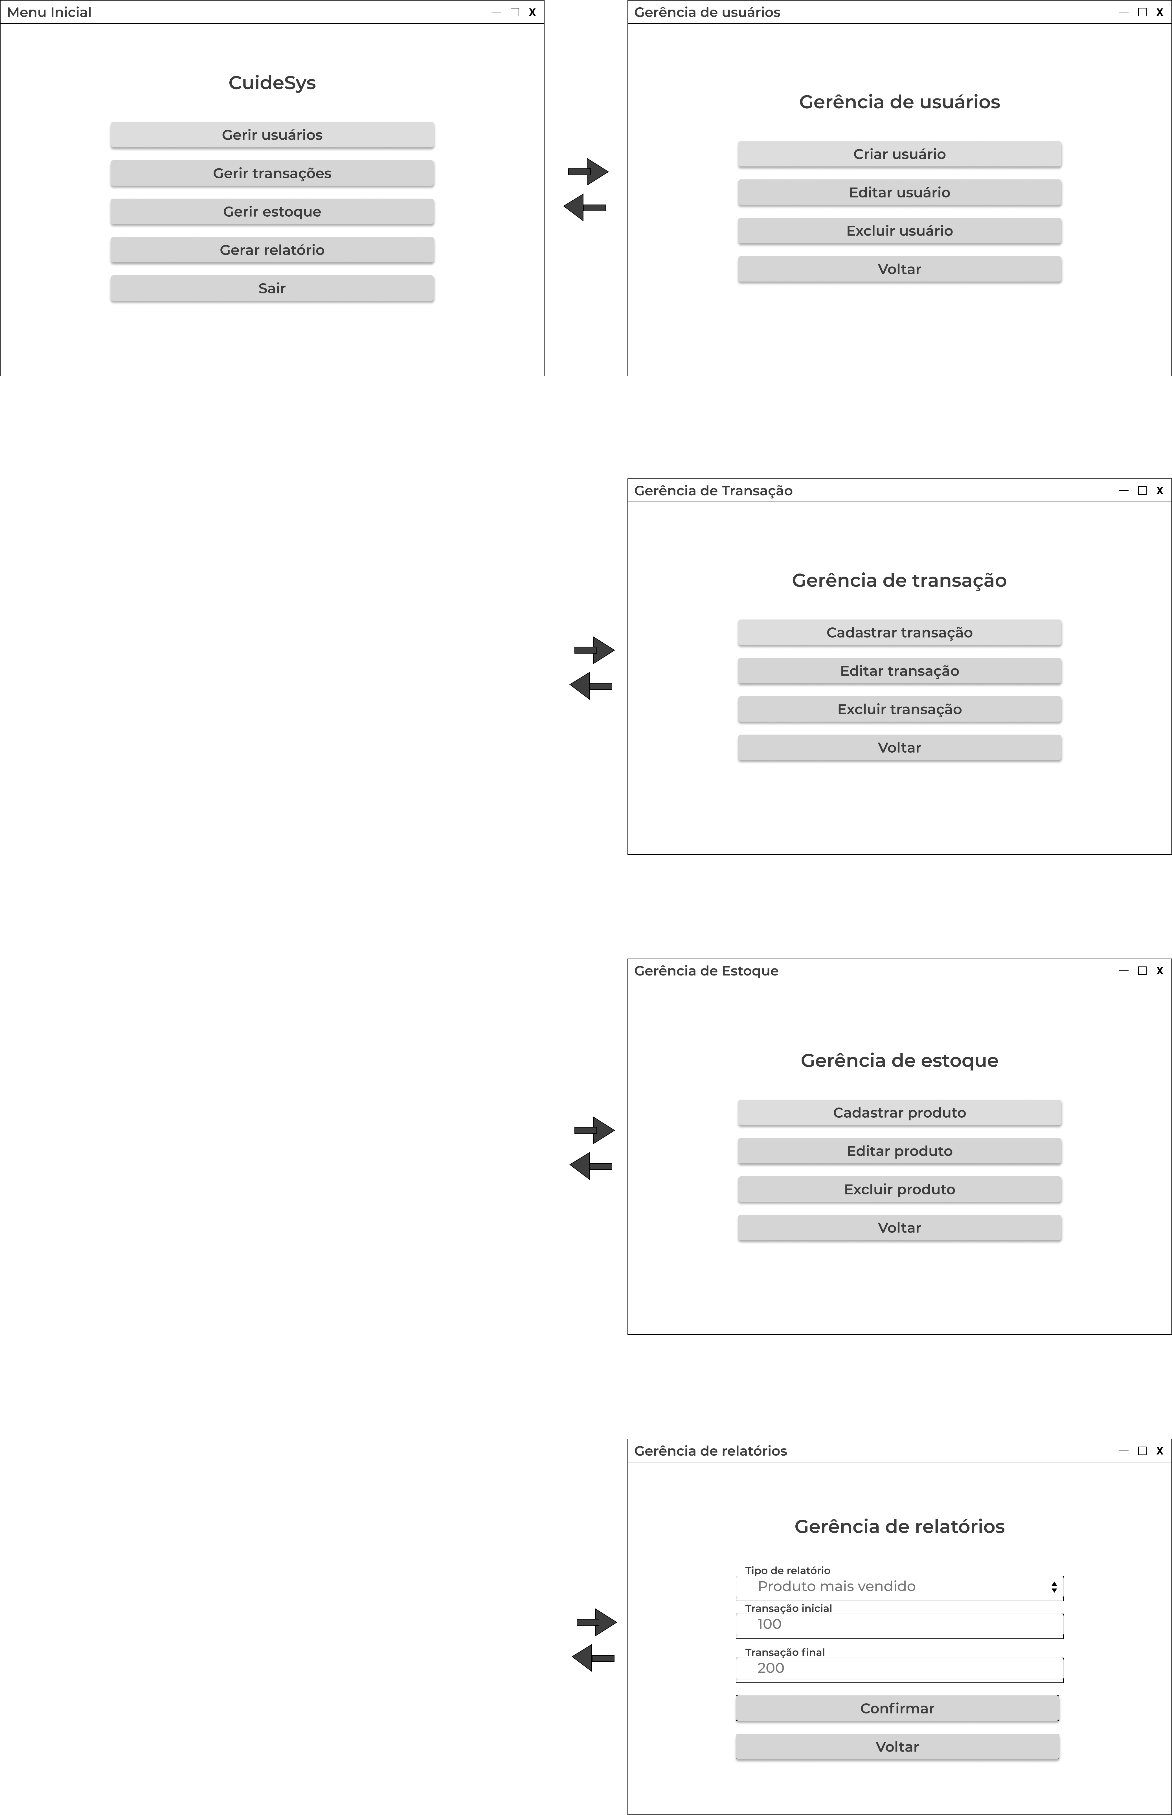 Menu Inicial
X
CuideSys
Gerir usuários
Gerir transações
Gerir estoque
Gerar relatório
Sair
Gerência de usuários
X
Gerência de usuários
Criar usuário
Editar usuário
Excluir usuário
Voltar
Gerência de Transação
X
Gerência de transação
Cadastrar transação
Editar transação
Excluir transação
Voltar
Gerência de Estoque
X
Gerência de estoque
Cadastrar produto
Editar produto
Excluir produto
Voltar
Gerência de relatórios
X
Gerência de relatórios
Tipo de relatório
Produto mais vendido
Transação inicial
100
Transação final
200
Confirmar
Voltar